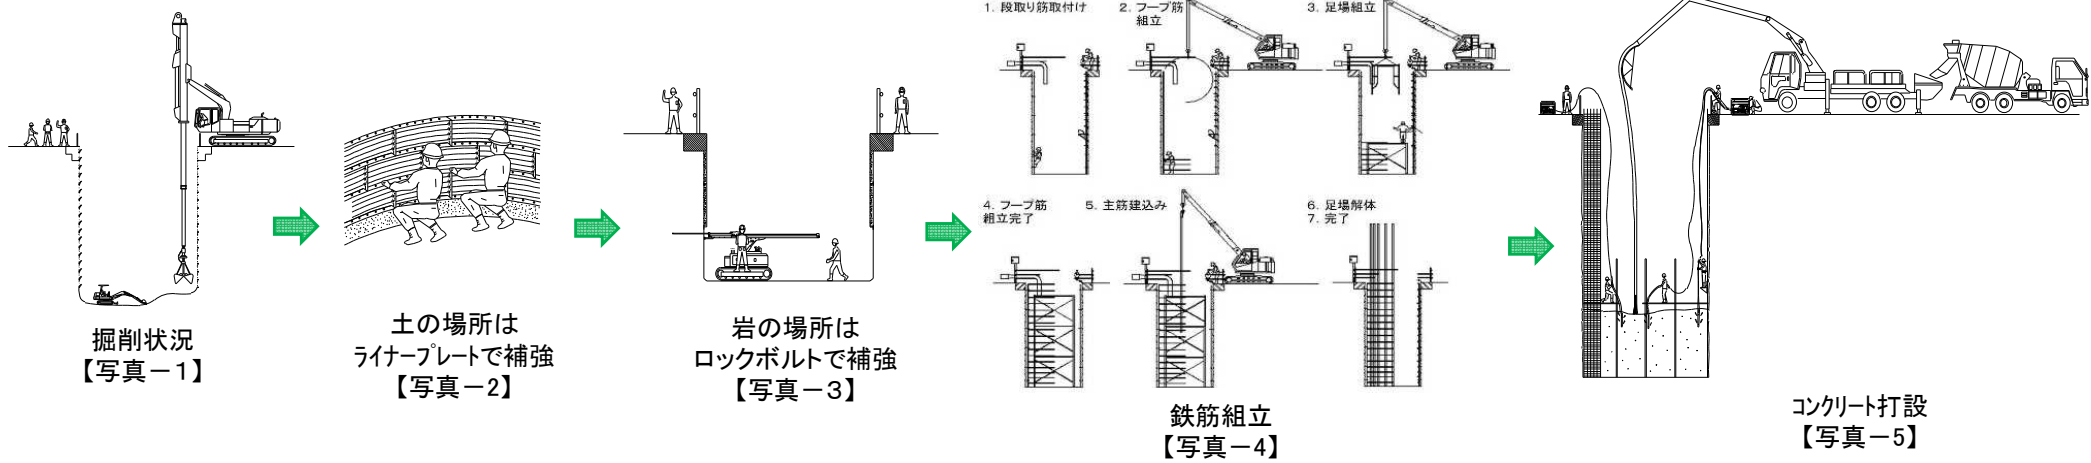 掘削状況
【写真－1】
土の場所は
ライナープレートで補強
【写真－2】
岩の場所は
ロックボルトで補強
【写真－3】
1. 段取り筋取付け
2. フープ筋
組立
3. 足場組立
4. フープ筋
組立完了
5. 主筋建込み
6. 足場解体
7. 完了
鉄筋組立
【写真－4】
コンクリート打設
【写真－5】